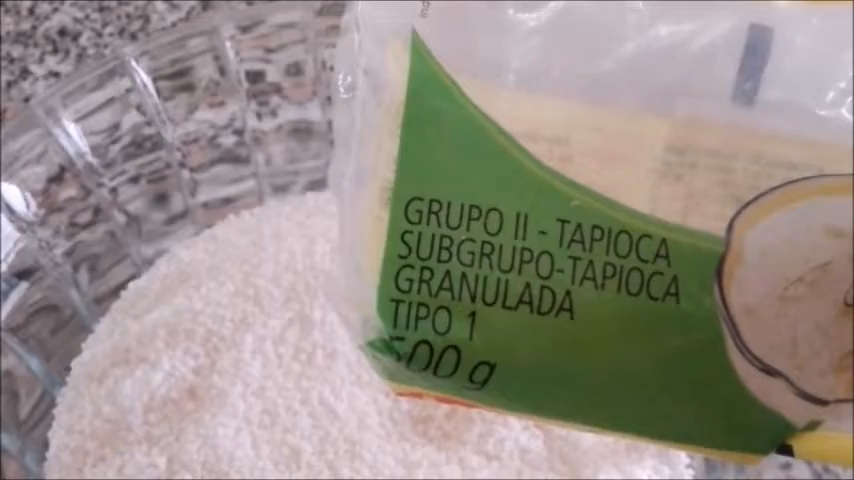 GRUPO II - TAPIOCA
SUBGRUPO-TAPIOCA
GRANULADA
TIPO 1
500 g